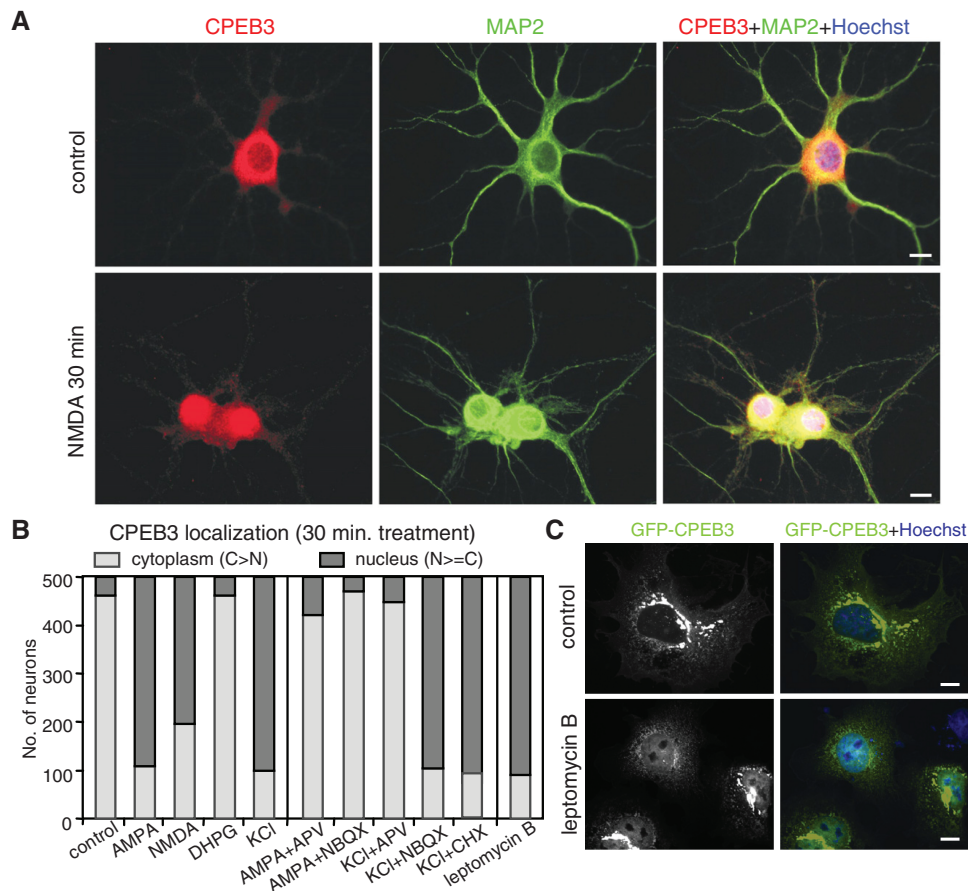 A
CPEB3
MAP2
CPEB3+MAP2+Hoechst
control
NMDA 30 min
B
CPEB3 localization (30 min. treatment)
cytoplasm (C>N)
nucleus (N>=C)
No. of neurons
500
400
300
200
100
0
control
AMPA
NMDA
DHPG
KCl
AMPA+APV
AMPA+NBQX
KCl+APV
KCl+NBQX
KCl+CHX
leptomycin B
C
GFP-CPEB3
GFP-CPEB3+Hoechst
control
leptomycin B